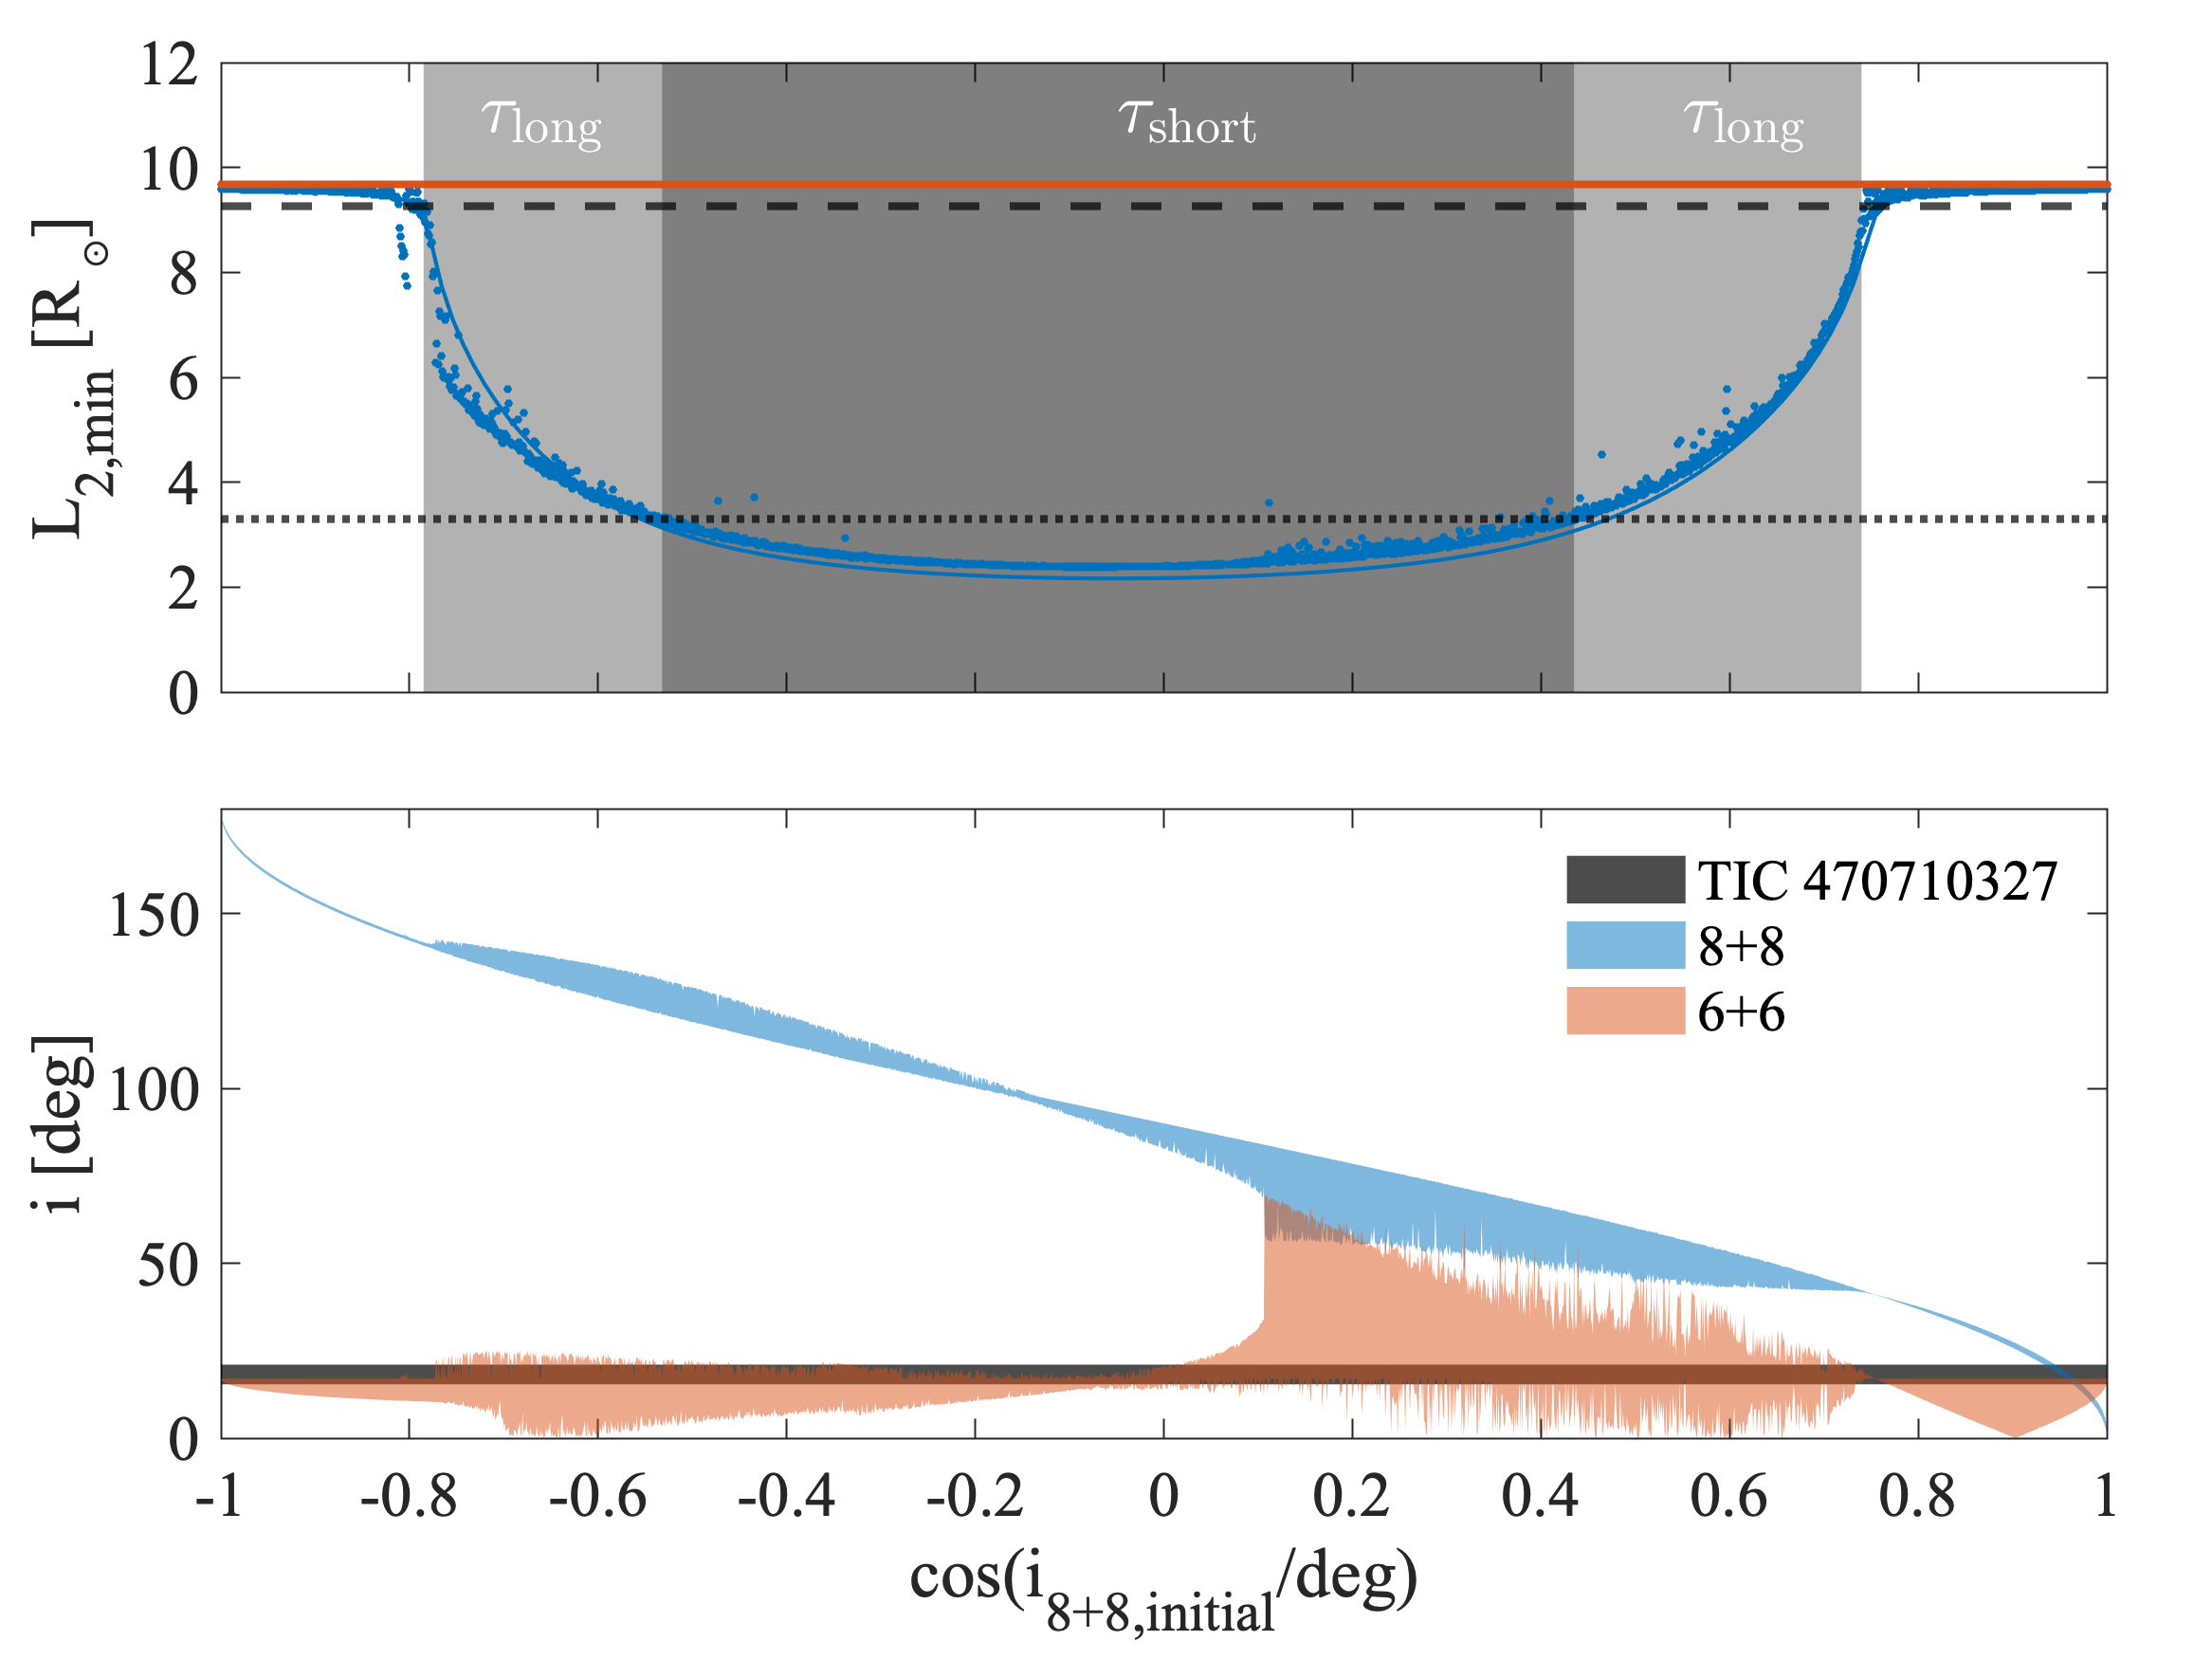 12
10
8
6
4
2
0
L2,min [R⊙]
τlong
τshort
τlong
150
100
50
0
i [deg]
TIC 470710327
8+8
6+6
-1 -0.8 -0.6 -0.4 -0.2 0 0.2 0.4 0.6 0.8 1
cos(i8+8,initial/deg)